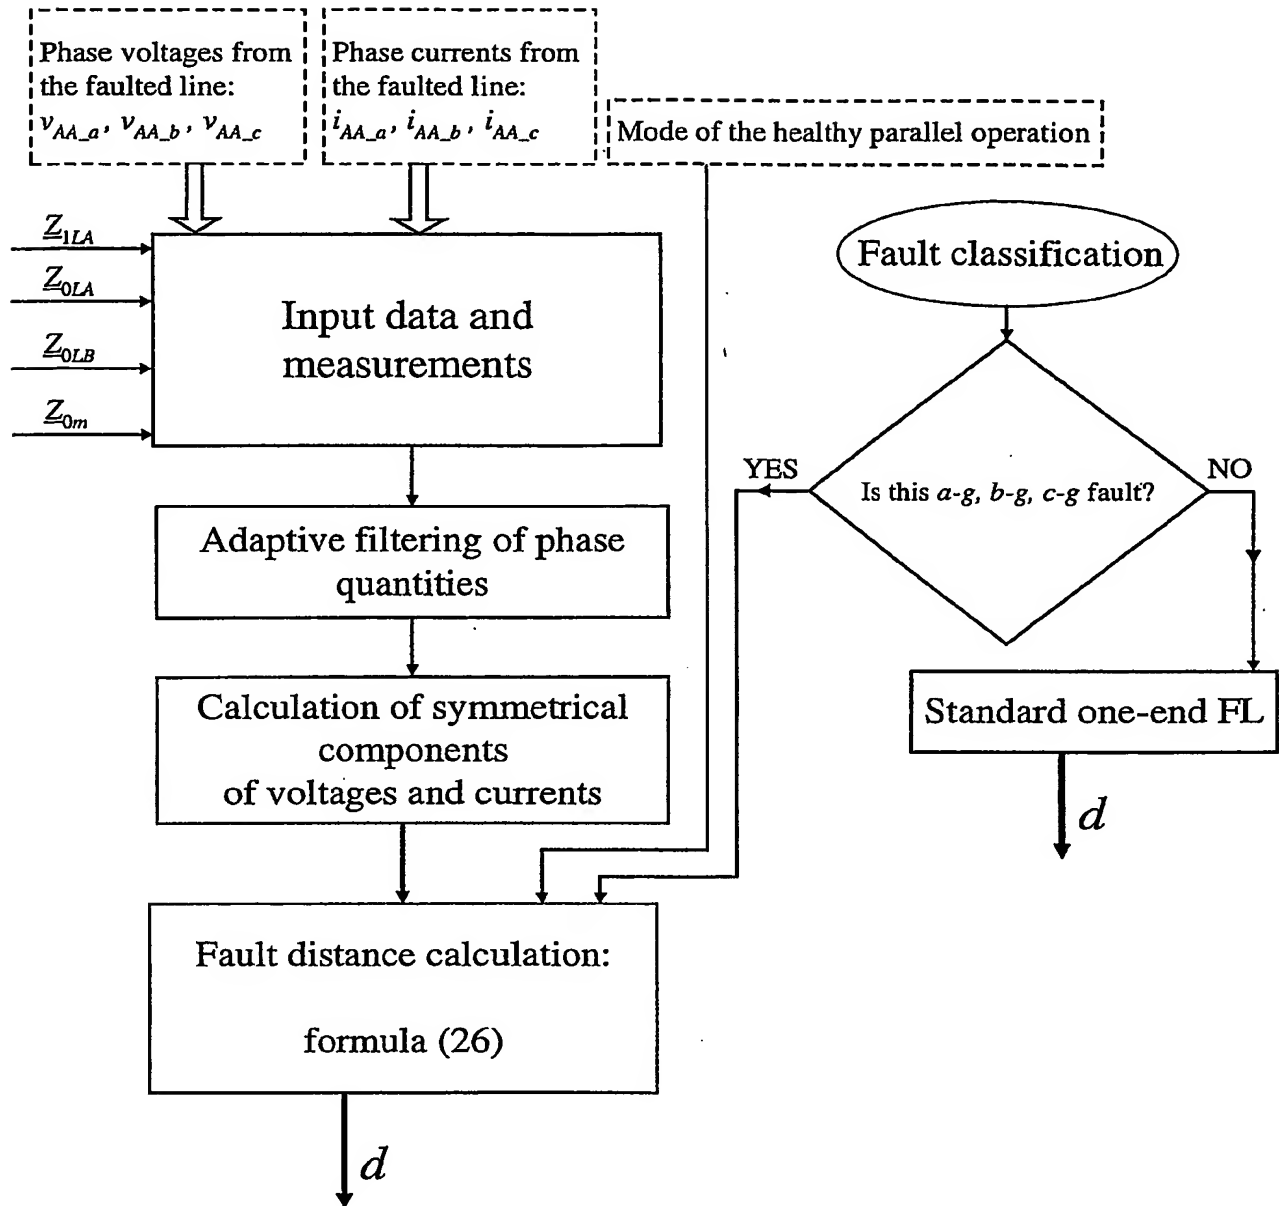 Phase voltages from
the faulted line:
v_AA_a, v_AA_b, v_AA_c
Phase currents from
the faulted line:
i_AA_a, i_AA_b, i_AA_c
Mode of the healthy parallel operation
Z_1LA
Z_0LA
Z_0LB
Z_0m
Input data and
measurements
Fault classification
Is this a-g, b-g, c-g fault?
YES
NO
Adaptive filtering of phase
quantities
Calculation of symmetrical
components
of voltages and currents
Standard one-end FL
d
Fault distance calculation:
formula (26)
d